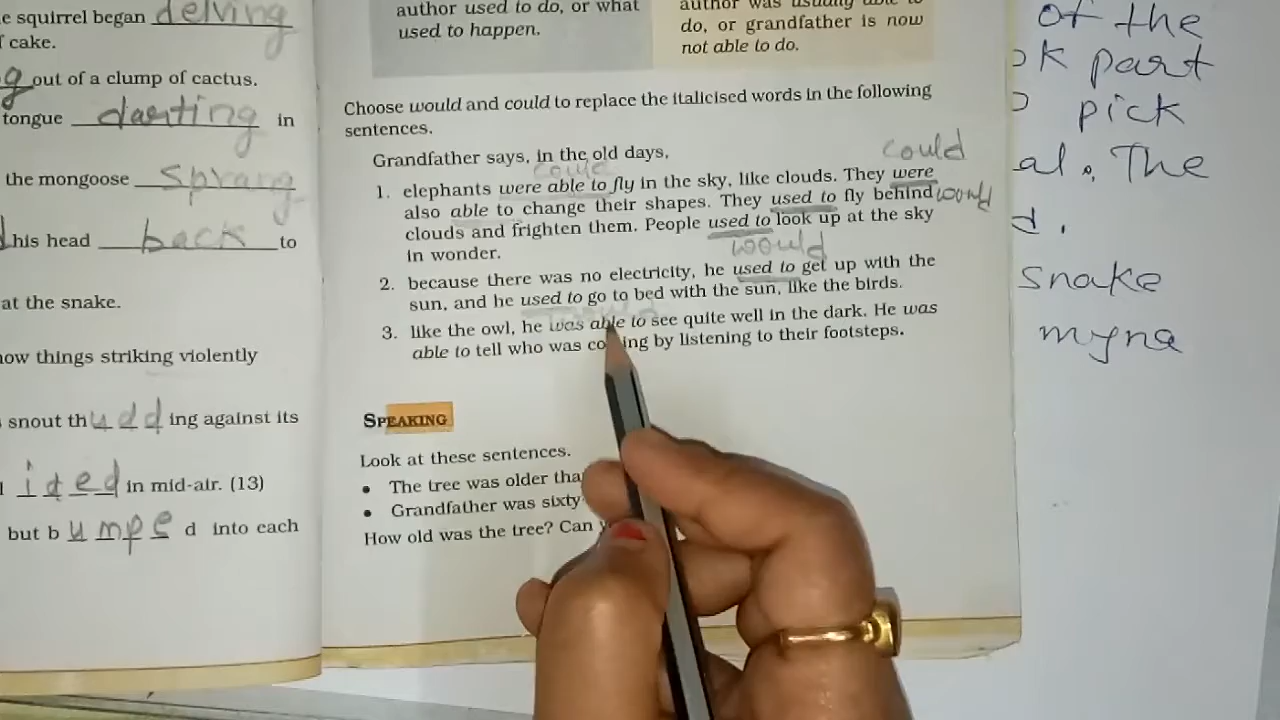 e squirrel began delving
f cake.
g out of a clump of cactus.
tongue darting in
the mongoose sprang
his head back to
at the snake.
now things striking violently
snout thudding against its
l ided in mid-air. (13)
but bumped into each
author used to do, or what
used to happen.
author was usually able to
do, or grandfather is now
not able to do.
Choose would and could to replace the italicised words in the following
sentences.
Grandfather says, in the old days,
could
could
1. elephants were able to fly in the sky, like clouds. They were
also able to change their shapes. They used to fly behind would
clouds and frighten them. People used to look up at the sky
in wonder.
would
2. because there was no electricity, he used to get up with the
sun, and he used to go to bed with the sun, like the birds.
3. like the owl, he was able to see quite well in the dark. He was
able to tell who was coming by listening to their footsteps.
SPEAKING
Look at these sentences.
• The tree was older tha
• Grandfather was sixty
How old was the tree? Can
of the
ok part
o pick
al. The
d.
snake
myna